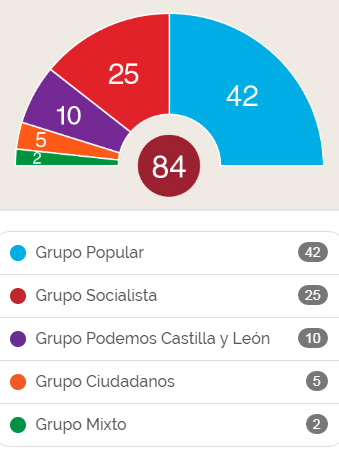 25
42
10
5
2
84
Grupo Popular 42
Grupo Socialista 25
Grupo Podemos Castilla y León 10
Grupo Ciudadanos 5
Grupo Mixto 2